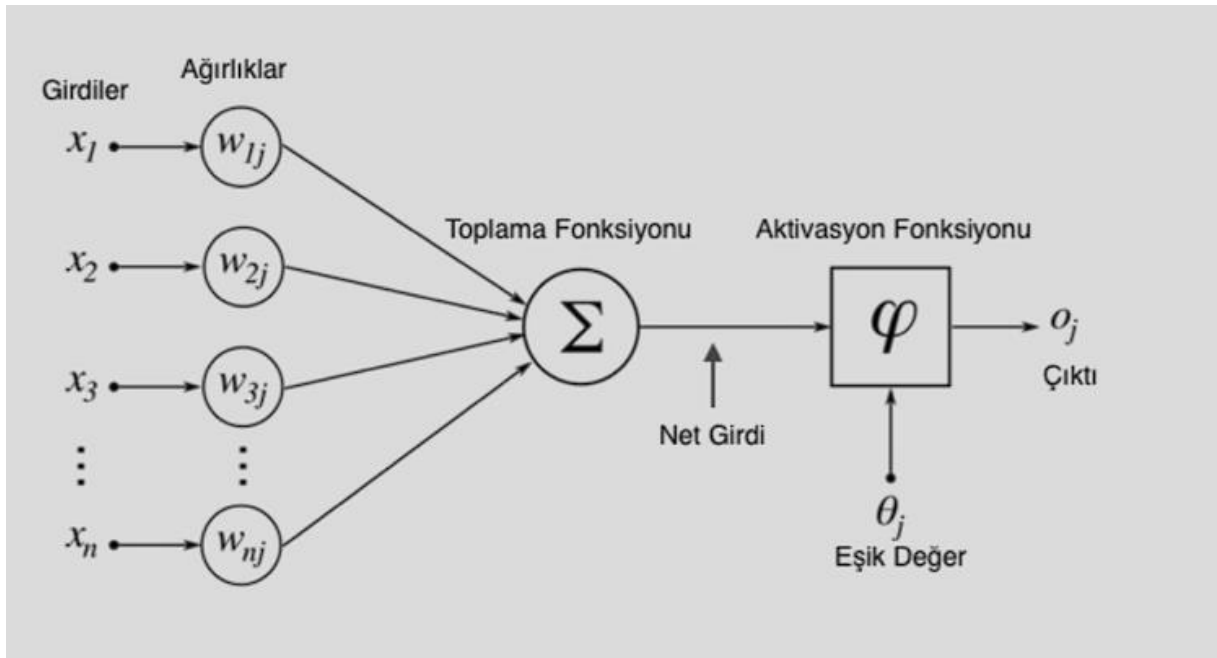 Ağırlıklar
Girdiler
x₁
w₁ⱼ
x₂
w₂ⱼ
x₃
w₃ⱼ
xₙ
wₙⱼ
Toplama Fonksiyonu
Σ
Net Girdi
Aktivasyon Fonksiyonu
φ
oⱼ
Çıktı
θⱼ
Eşik Değer